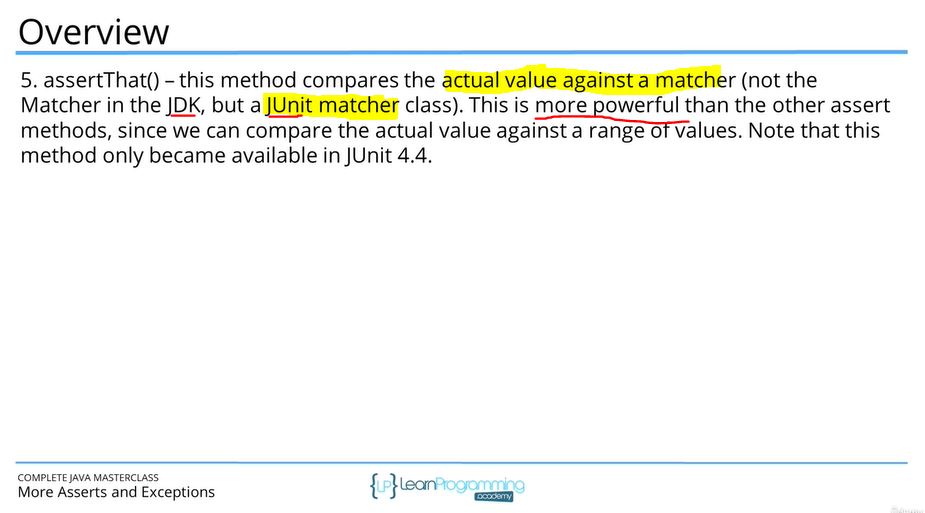 Overview
5. assertThat() – this method compares the actual value against a matcher (not the
Matcher in the JDK, but a JUnit matcher class). This is more powerful than the other assert
methods, since we can compare the actual value against a range of values. Note that this
method only became available in JUnit 4.4.
COMPLETE JAVA MASTERCLASS
More Asserts and Exceptions
{LP} LearnProgramming
academy